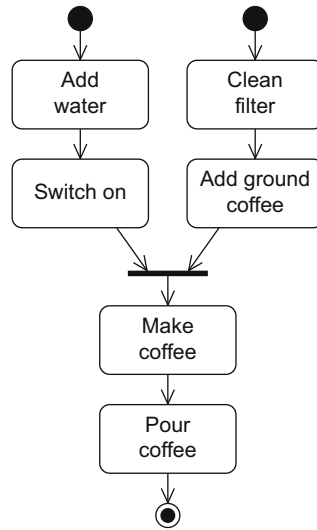 Add
water
Clean
filter
Switch on
Add ground
coffee
Make
coffee
Pour
coffee